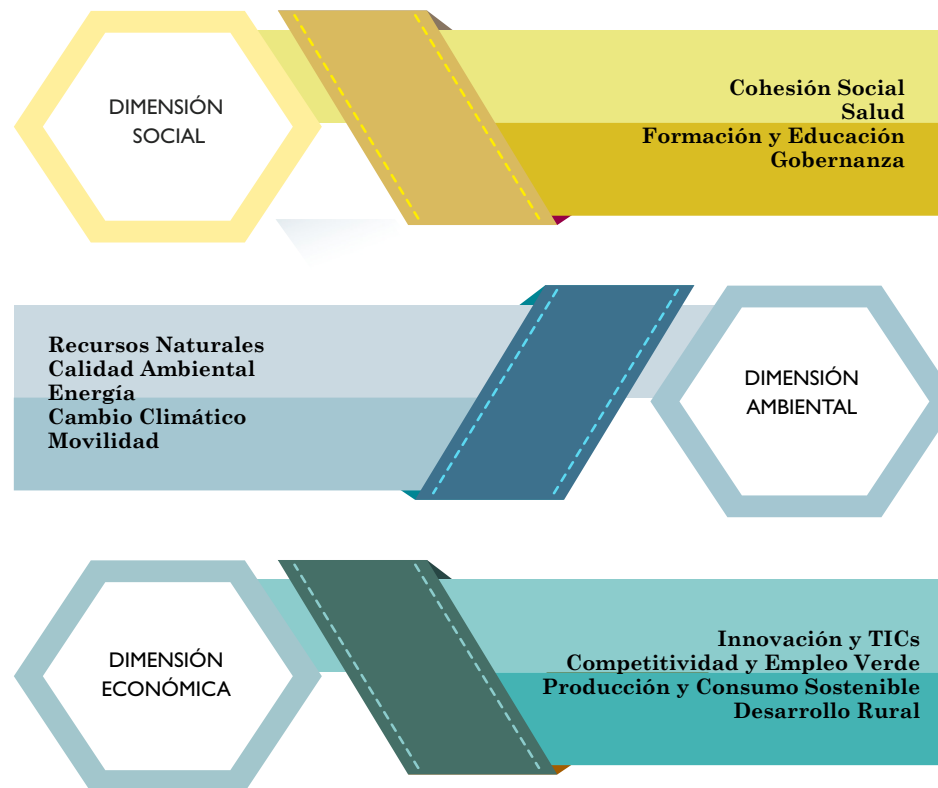 DIMENSIÓN
SOCIAL
Cohesión Social
Salud
Formación y Educación
Gobernanza
Recursos Naturales
Calidad Ambiental
Energía
Cambio Climático
Movilidad
DIMENSIÓN
AMBIENTAL
DIMENSIÓN
ECONÓMICA
Innovación y TICs
Competitividad y Empleo Verde
Producción y Consumo Sostenible
Desarrollo Rural